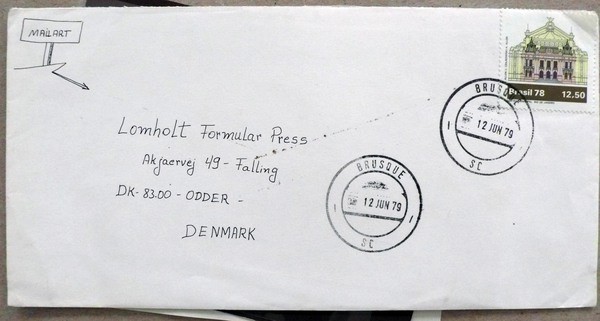 MAILART
Brasil 78 12.50
BRUSQUE
12 JUN 79
SC
Lomholt Formular Press
Akjaervej 49 - Falling
DK-8300 - ODDER -
DENMARK
BRUSQUE
12 JUN 79
SC